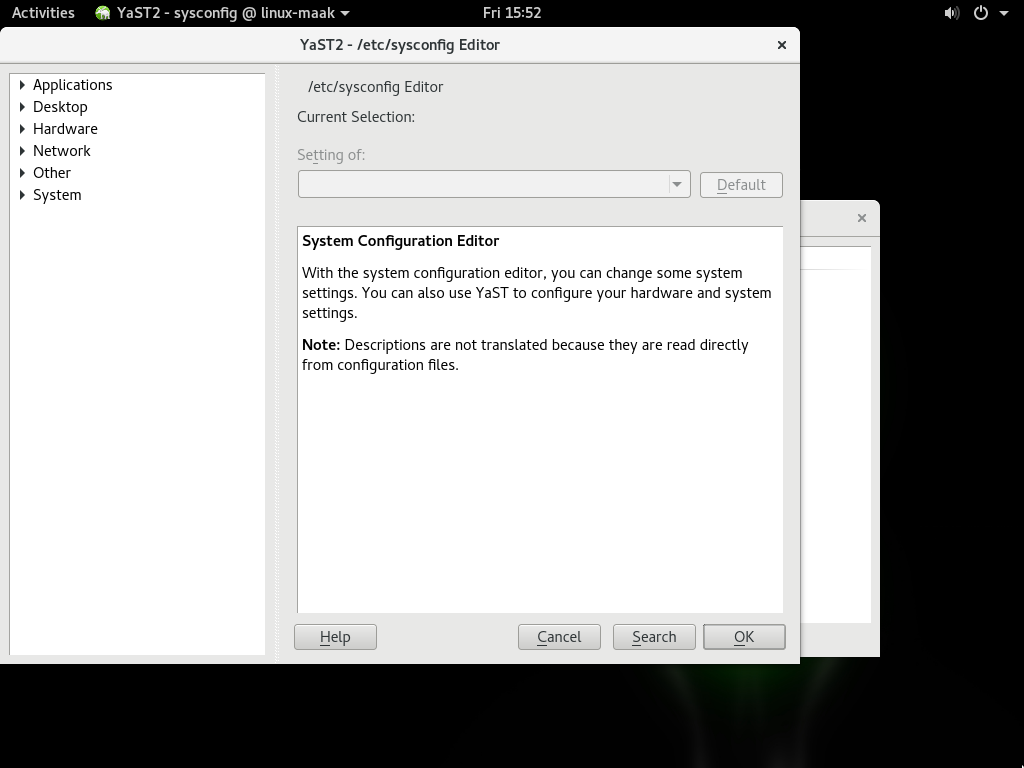 Activities YaST2 - sysconfig @ linux-maak Fri 15:52
YaST2 - /etc/sysconfig Editor
Applications
Desktop
Hardware
Network
Other
System
/etc/sysconfig Editor
Current Selection:
Setting of:
Default
System Configuration Editor
With the system configuration editor, you can change some system
settings. You can also use YaST to configure your hardware and system
settings.
Note: Descriptions are not translated because they are read directly
from configuration files.
Help Cancel Search OK